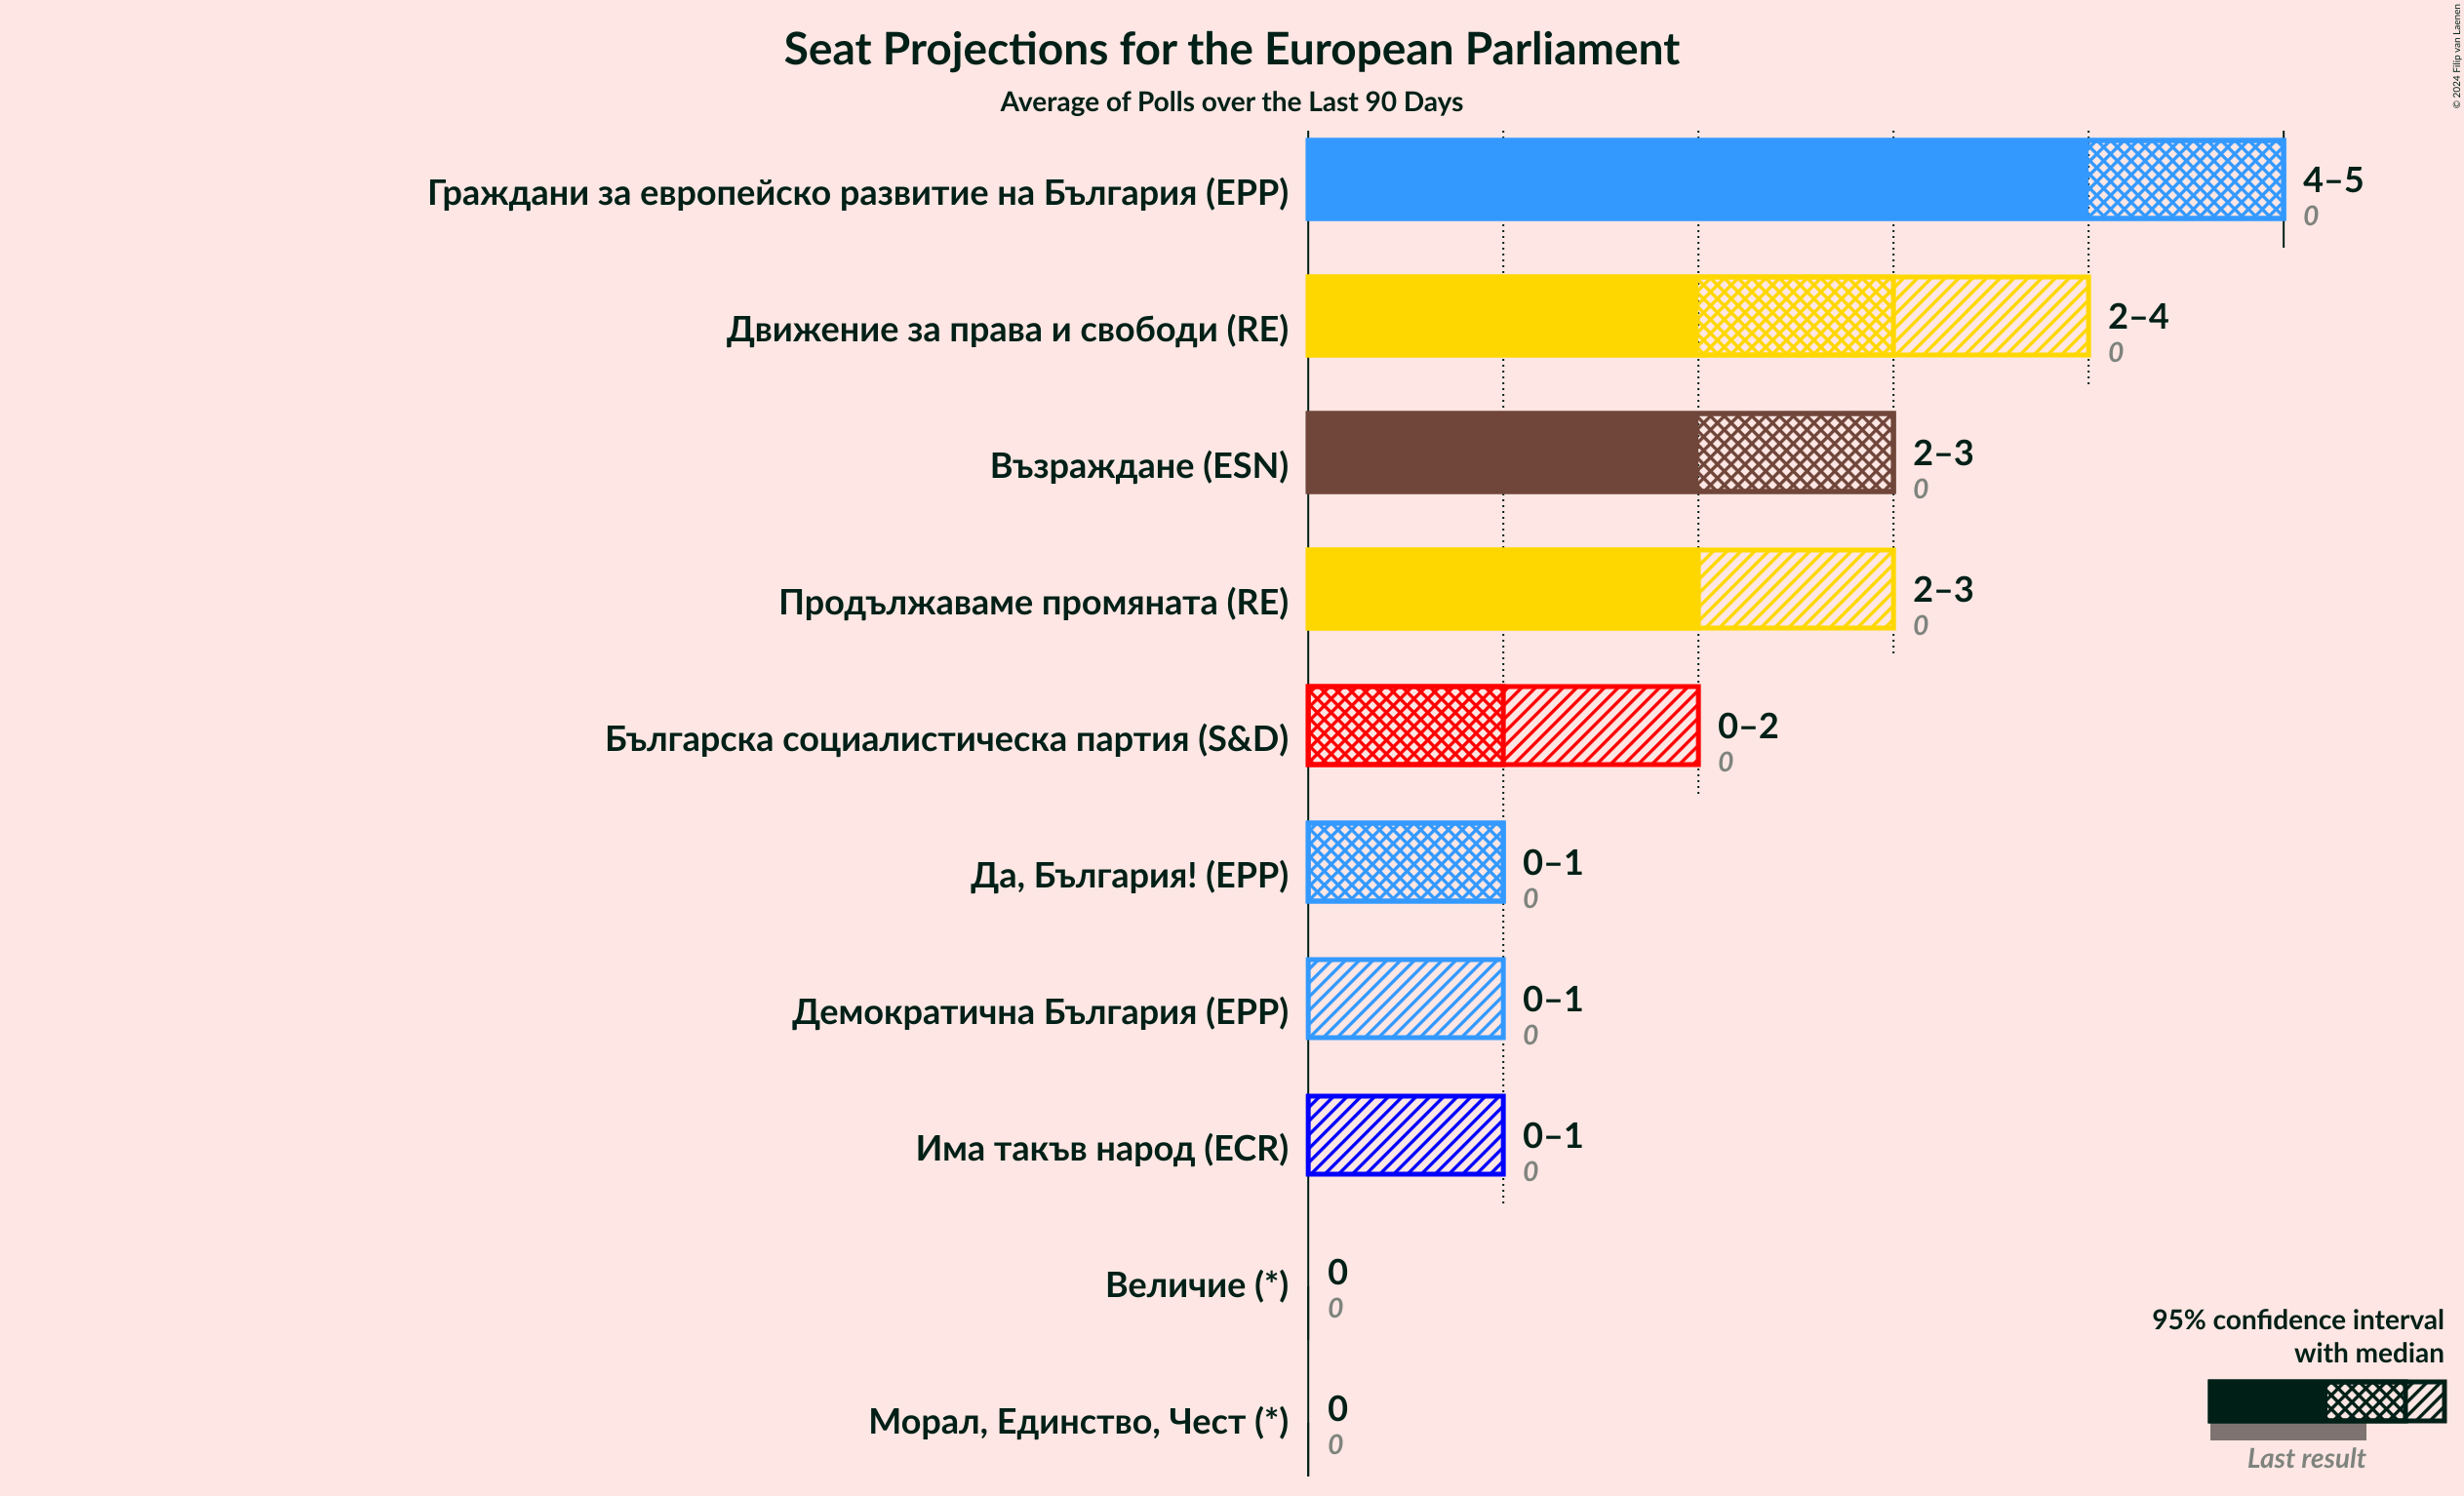 Seat Projections for the European Parliament
Average of Polls over the Last 90 Days
© 2024 Filip van Laenen
Граждани за европейско развитие на България (EPP)
4–5
0
Движение за права и свободи (RE)
2–4
0
Възраждане (ESN)
2–3
0
Продължаваме промяната (RE)
2–3
0
Българска социалистическа партия (S&D)
0–2
0
Да, България! (EPP)
0–1
0
Демократична България (EPP)
0–1
0
Има такъв народ (ECR)
0–1
0
Величие (*)
0
0
Морал, Единство, Чест (*)
0
0
95% confidence interval
with median
Last result